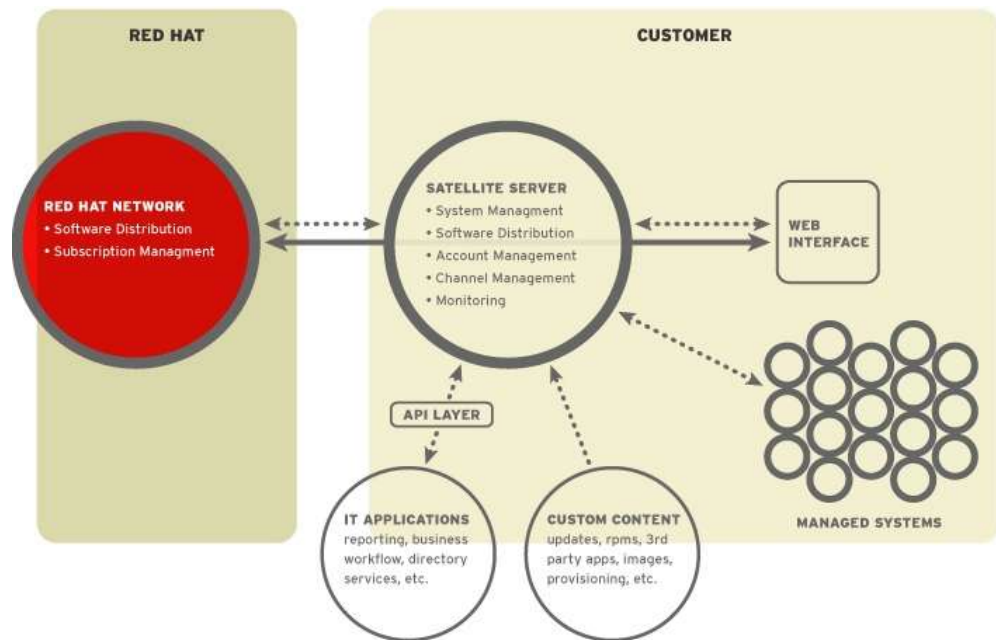 RED HAT
CUSTOMER
RED HAT NETWORK
• Software Distribution
• Subscription Managment
SATELLITE SERVER
• System Managment
• Software Distribution
• Account Management
• Channel Management
• Monitoring
WEB
INTERFACE
API LAYER
IT APPLICATIONS
reporting, business
workflow, directory
services, etc.
CUSTOM CONTENT
updates, rpms, 3rd
party apps, images,
provisioning, etc.
MANAGED SYSTEMS